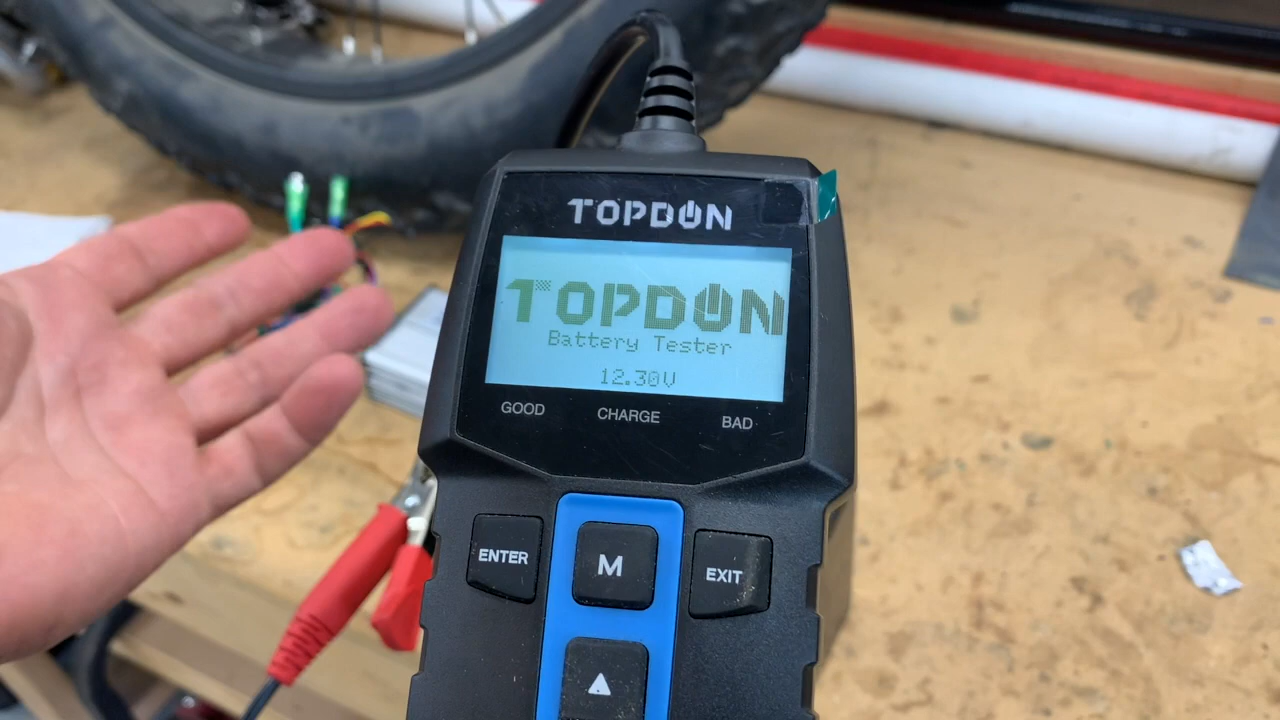 TOPDON
TOPDON
Battery Tester
12.30V
GOOD CHARGE BAD
ENTER M EXIT